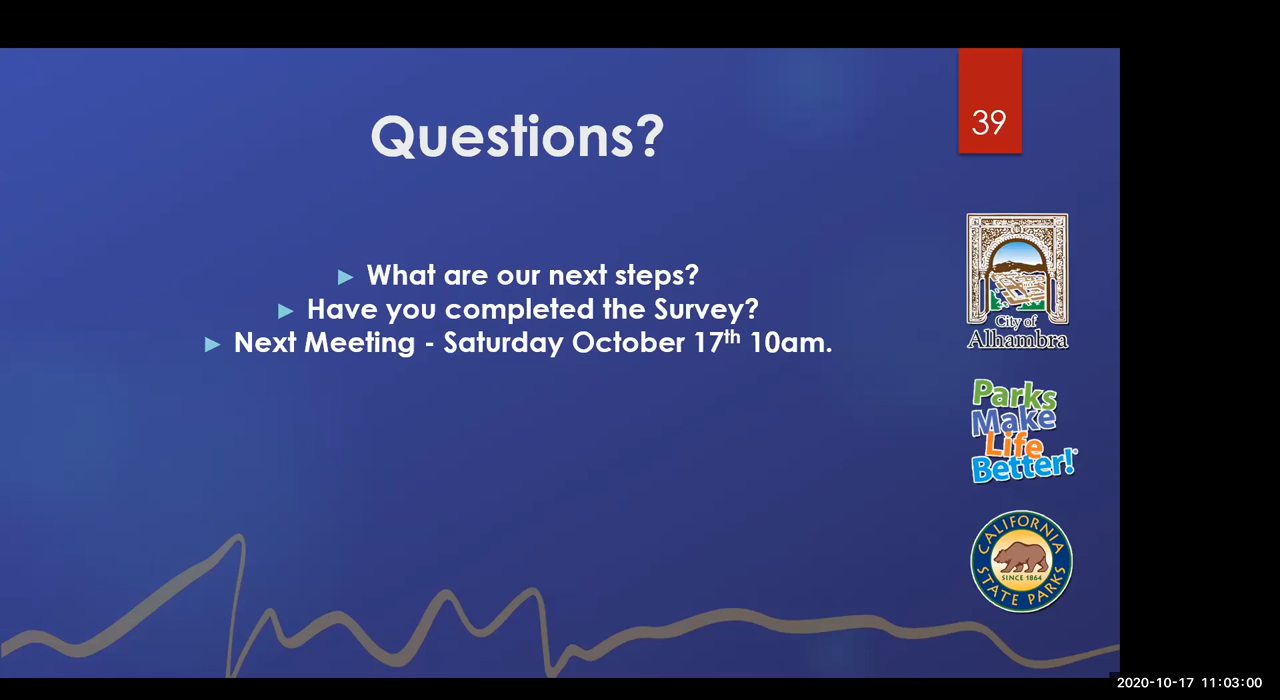 39
Questions?
► What are our next steps?
► Have you completed the Survey?
► Next Meeting - Saturday October 17th 10am.
City of
Alhambra
Parks
Make
Life
Better!®
CALIFORNIA
SINCE 1864
STATE PARKS
2020-10-17 11:03:00